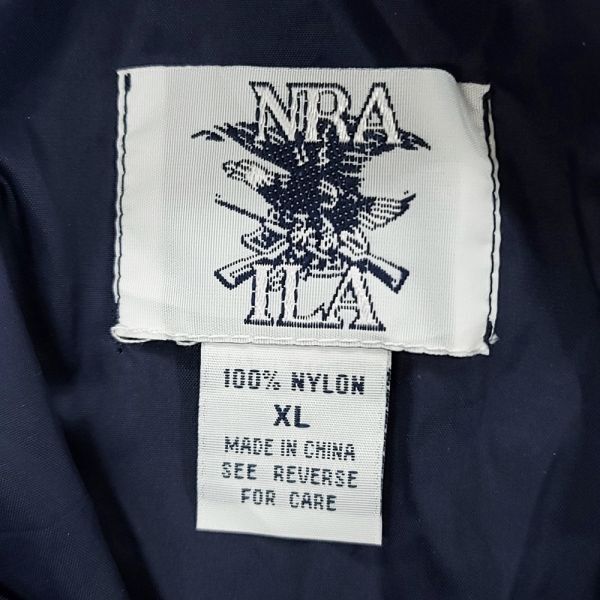 NRA
ILA
100% NYLON
XL
MADE IN CHINA
SEE REVERSE
FOR CARE